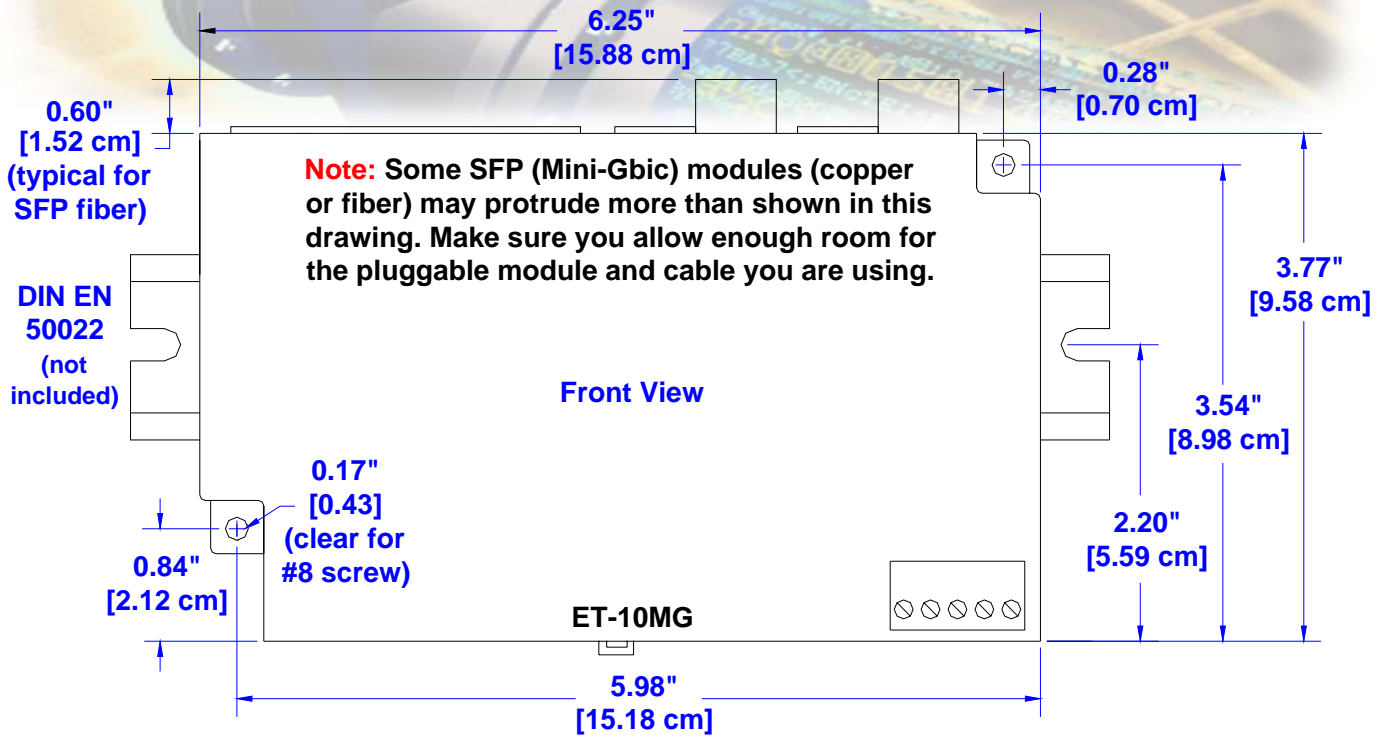 6.25"
[15.88 cm]
0.60"
[1.52 cm]
(typical for
SFP fiber)
0.28"
[0.70 cm]
Note: Some SFP (Mini-Gbic) modules (copper
or fiber) may protrude more than shown in this
drawing. Make sure you allow enough room for
the pluggable module and cable you are using.
DIN EN
50022
(not
included)
3.77"
[9.58 cm]
Front View
3.54"
[8.98 cm]
0.17"
[0.43]
(clear for
#8 screw)
2.20"
[5.59 cm]
0.84"
[2.12 cm]
ET-10MG
5.98"
[15.18 cm]